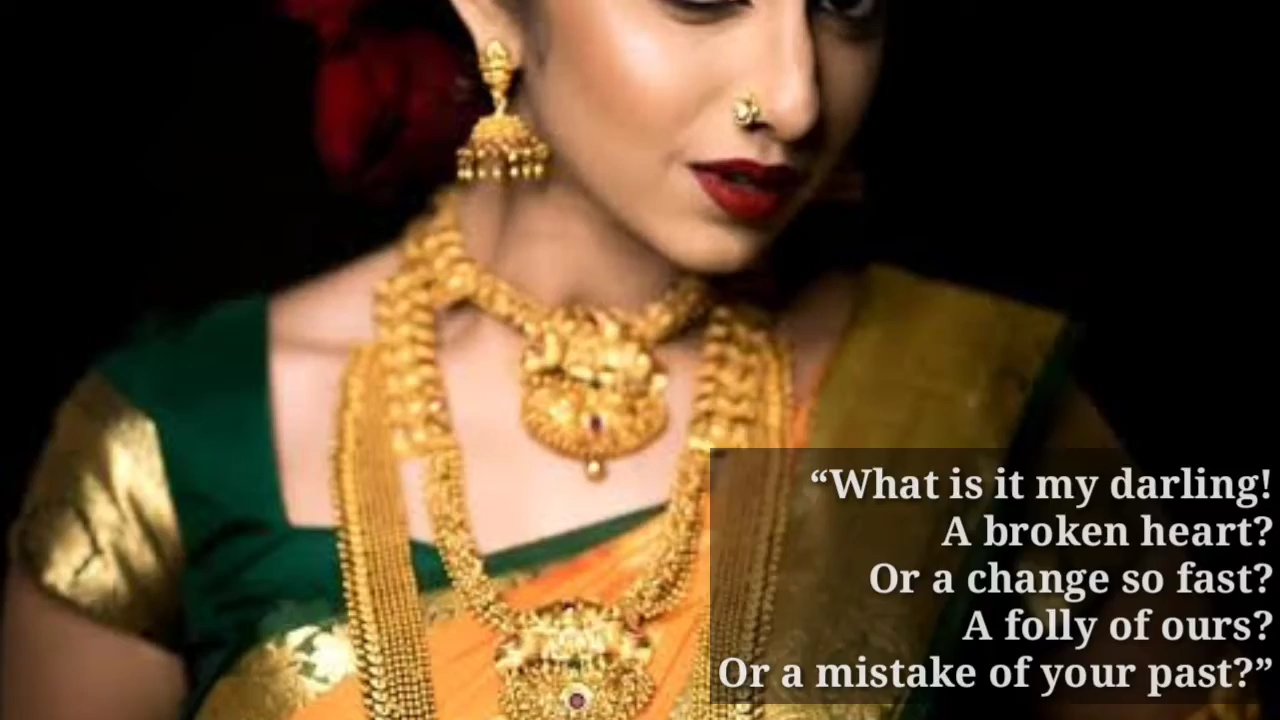 “What is it my darling!
A broken heart?
Or a change so fast?
A folly of ours?
Or a mistake of your past?”